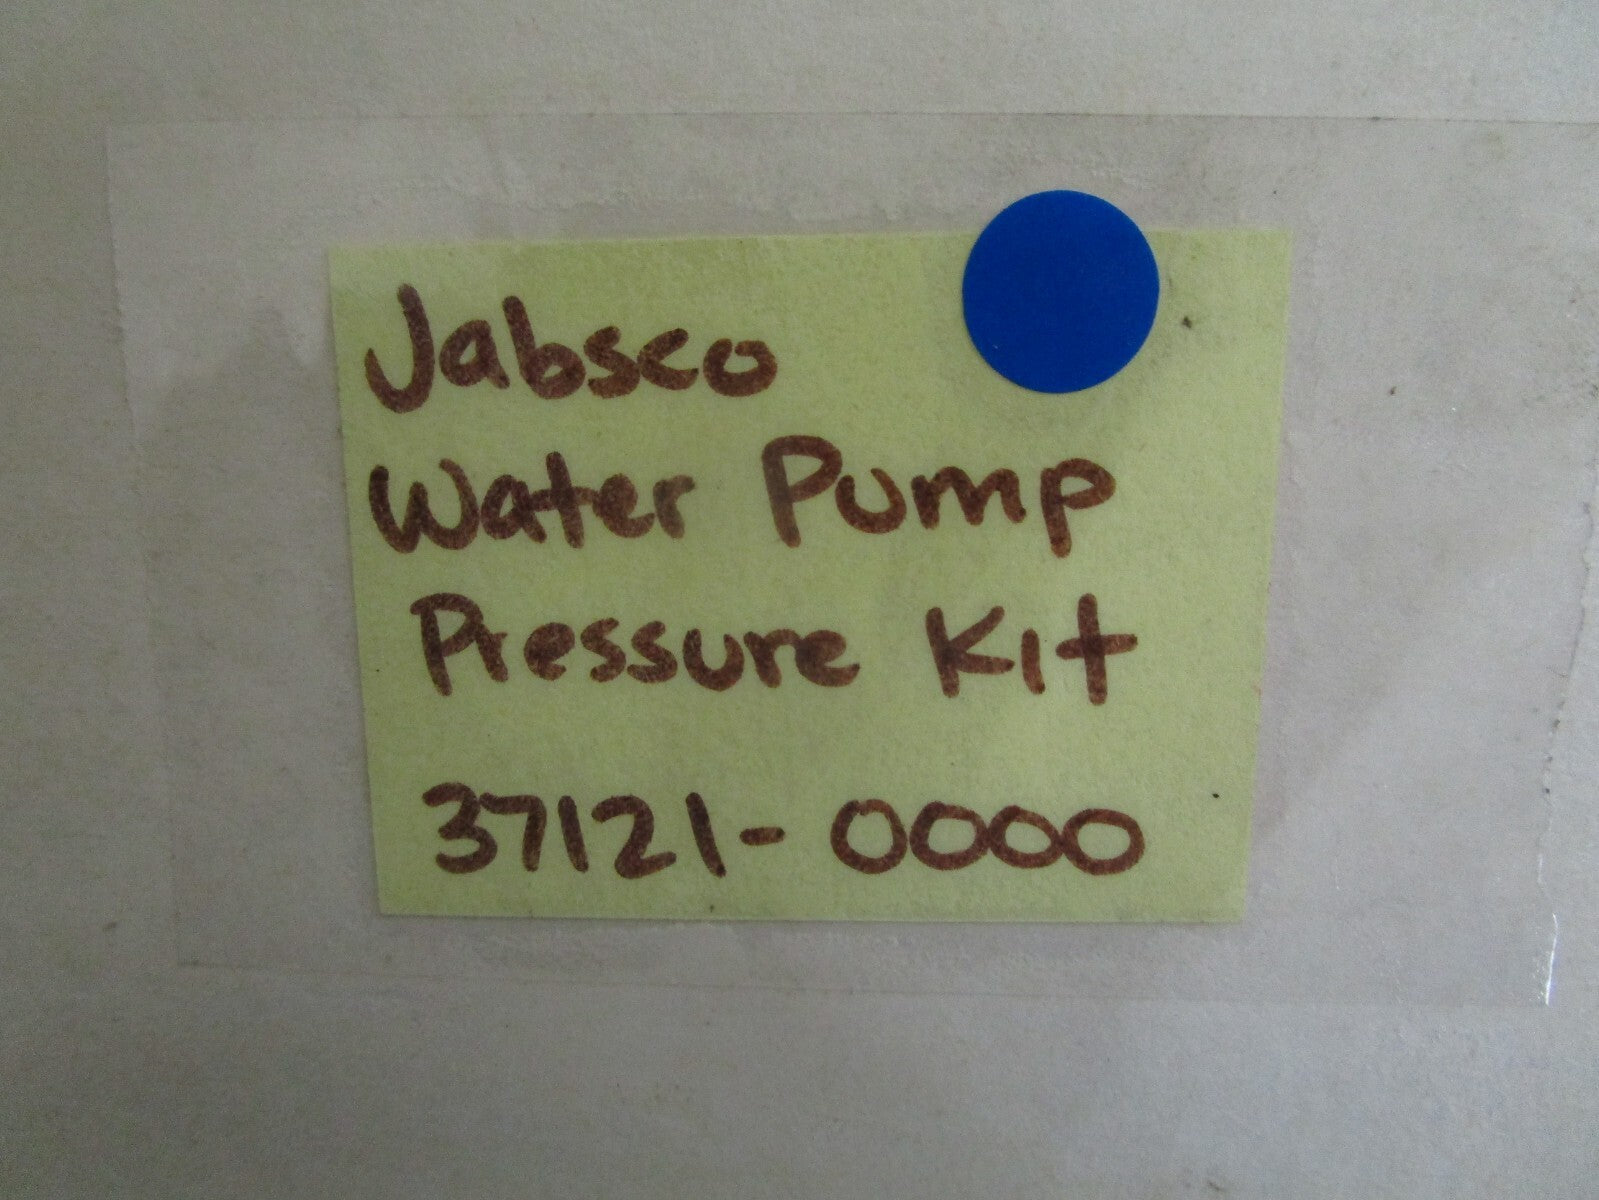 Jabsco
Water Pump
Pressure Kit
37121-0000